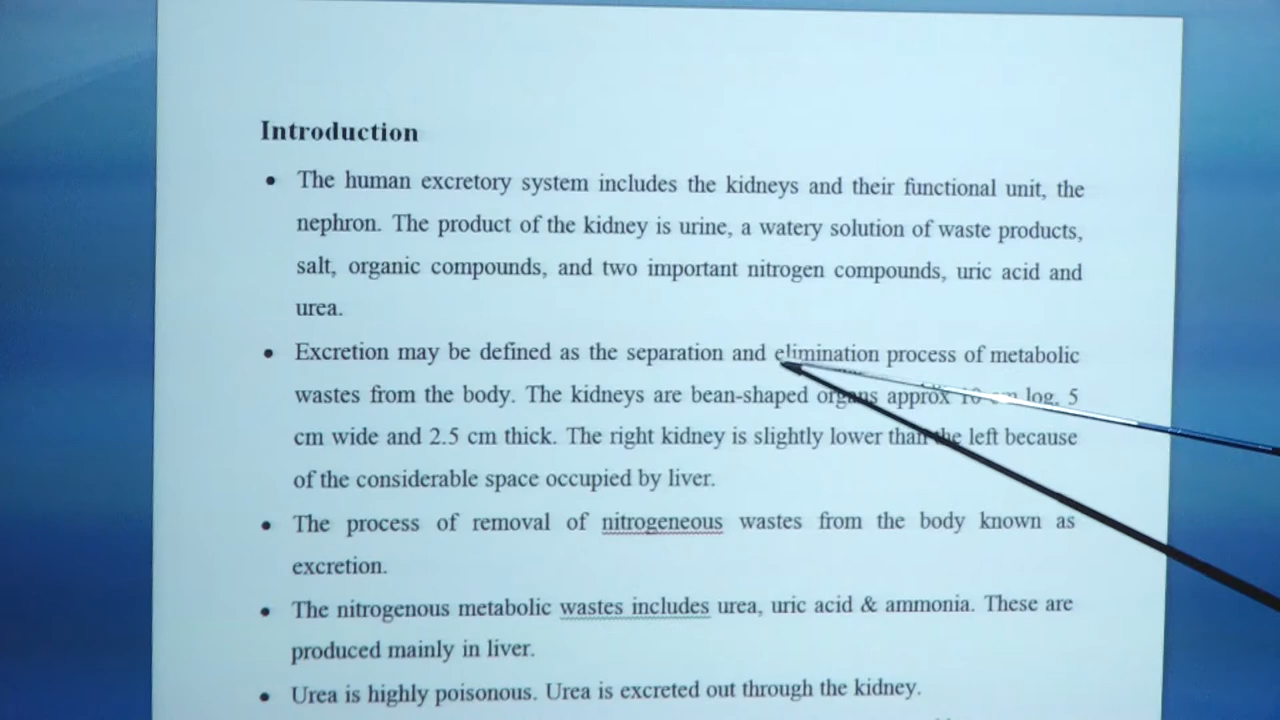 Introduction
• The human excretory system includes the kidneys and their functional unit, the
nephron. The product of the kidney is urine, a watery solution of waste products,
salt, organic compounds, and two important nitrogen compounds, uric acid and
urea.
• Excretion may be defined as the separation and elimination process of metabolic
wastes from the body. The kidneys are bean-shaped organs approx 10 cm log. 5
cm wide and 2.5 cm thick. The right kidney is slightly lower than the left because
of the considerable space occupied by liver.
• The process of removal of nitrogeneous wastes from the body known as
excretion.
• The nitrogenous metabolic wastes includes urea, uric acid & ammonia. These are
produced mainly in liver.
• Urea is highly poisonous. Urea is excreted out through the kidney.